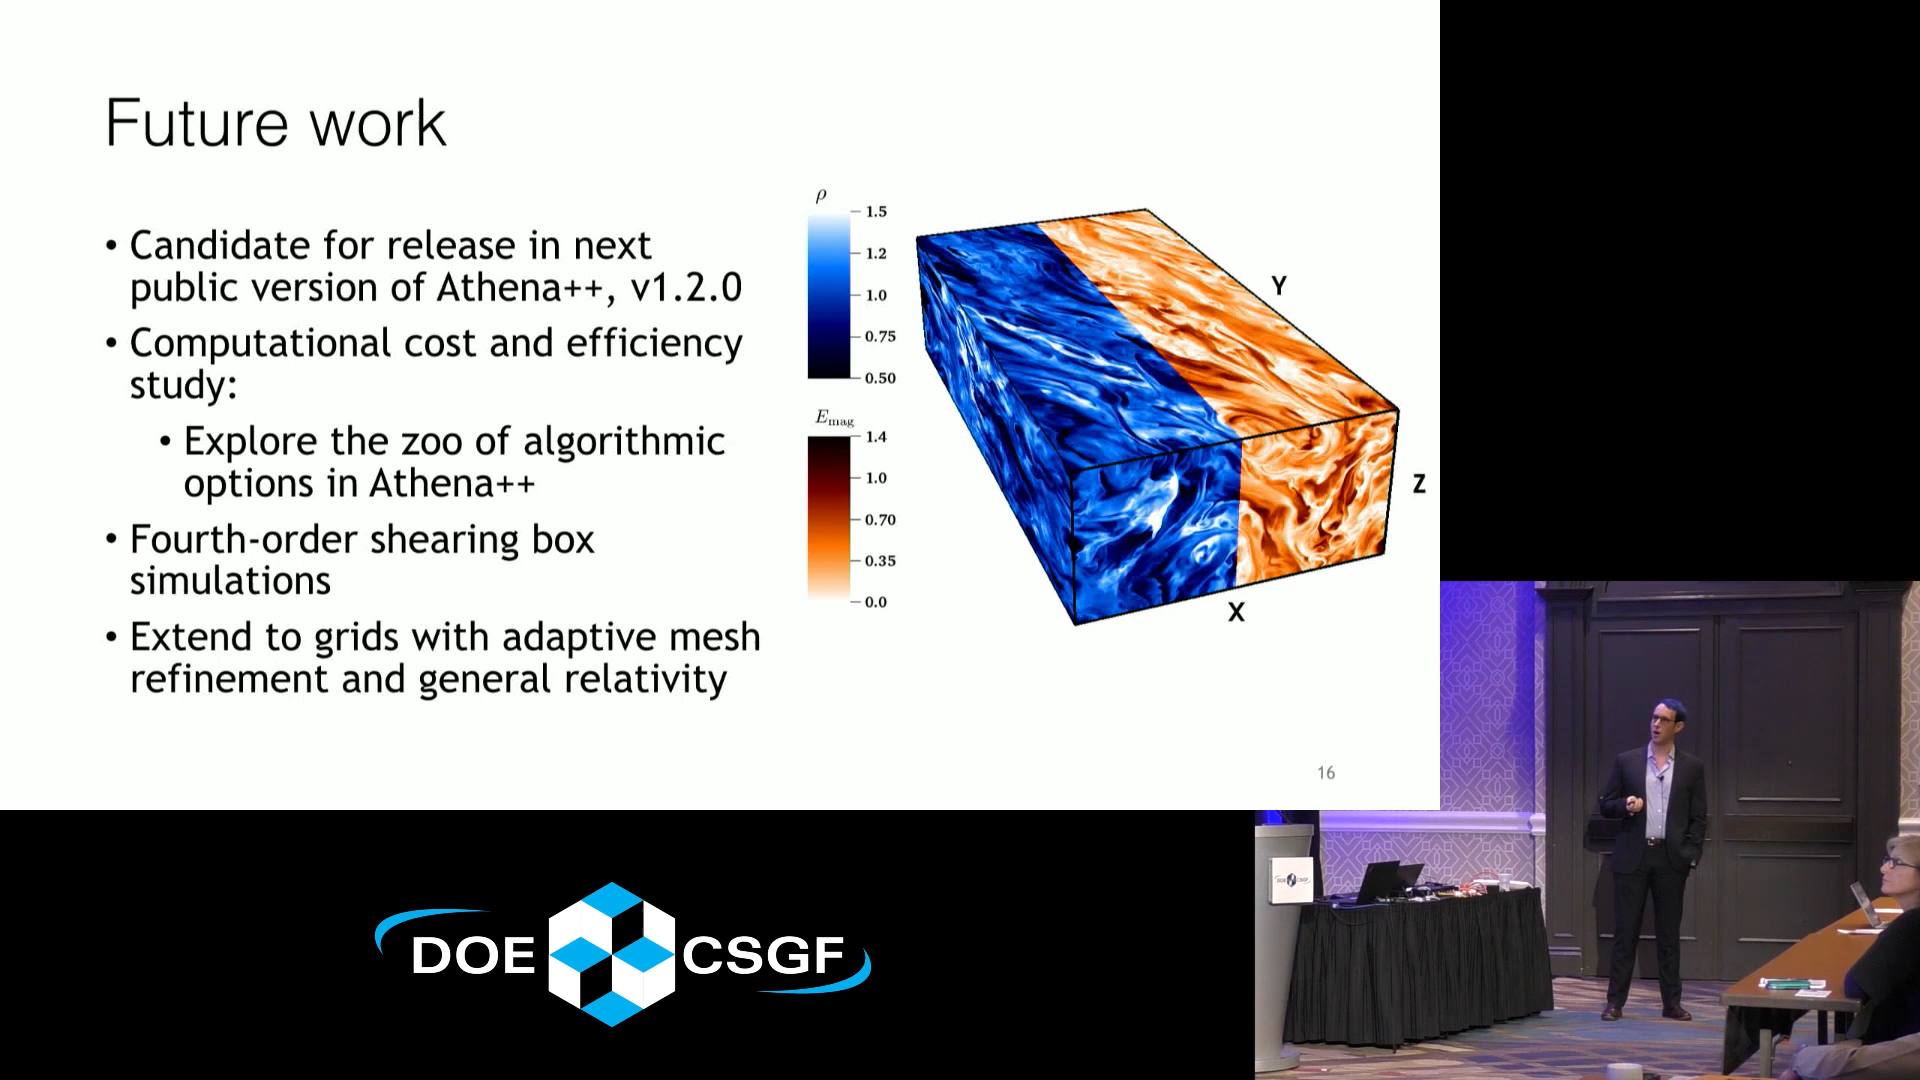 Future work
• Candidate for release in next
public version of Athena++, v1.2.0
• Computational cost and efficiency
study:
• Explore the zoo of algorithmic
options in Athena++
• Fourth-order shearing box
simulations
• Extend to grids with adaptive mesh
refinement and general relativity
ρ
1.5
1.2
1.0
0.75
0.50
E_mag
1.4
1.0
0.70
0.35
0.0
Y
Z
X
16
DOE CSGF
DOE CSGF